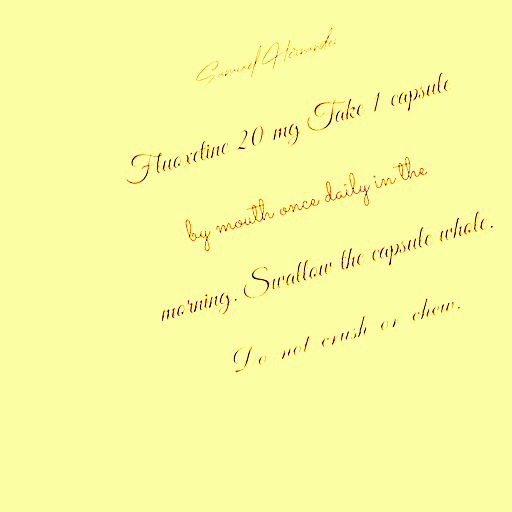 Samuel Hernandez
Fluoxetine 20 mg Take 1 capsule
by mouth once daily in the
morning. Swallow the capsule whole.
Do not crush or chew.